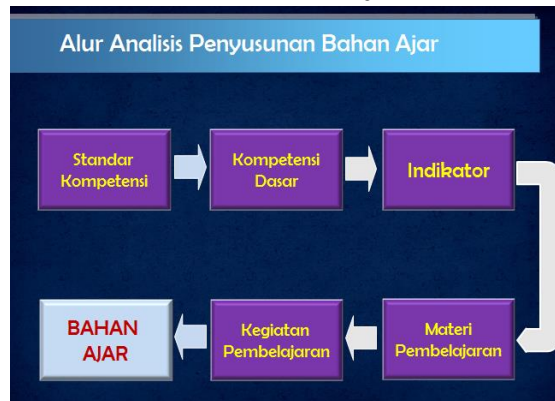 Alur Analisis Penyusunan Bahan Ajar
Standar
Kompetensi
Kompetensi
Dasar
Indikator
Materi
Pembelajaran
Kegiatan
Pembelajaran
BAHAN
AJAR